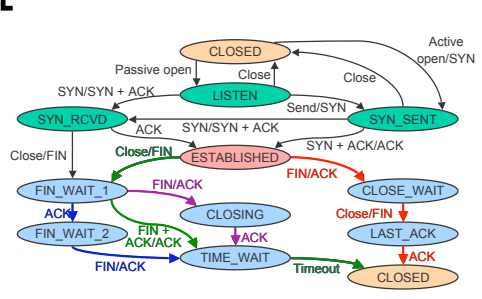 CLOSED
Active
open/SYN
Passive open
Close
Close
SYN/SYN + ACK
LISTEN
Send/SYN
SYN_RCVD
SYN_SENT
ACK
SYN/SYN + ACK
SYN + ACK/ACK
Close/FIN
Close/FIN
ESTABLISHED
FIN/ACK
FIN_WAIT_1
FIN/ACK
CLOSE_WAIT
ACK
CLOSING
Close/FIN
FIN_WAIT_2
FIN +
ACK/ACK
ACK
LAST_ACK
FIN/ACK
TIME_WAIT
Timeout
ACK
CLOSED